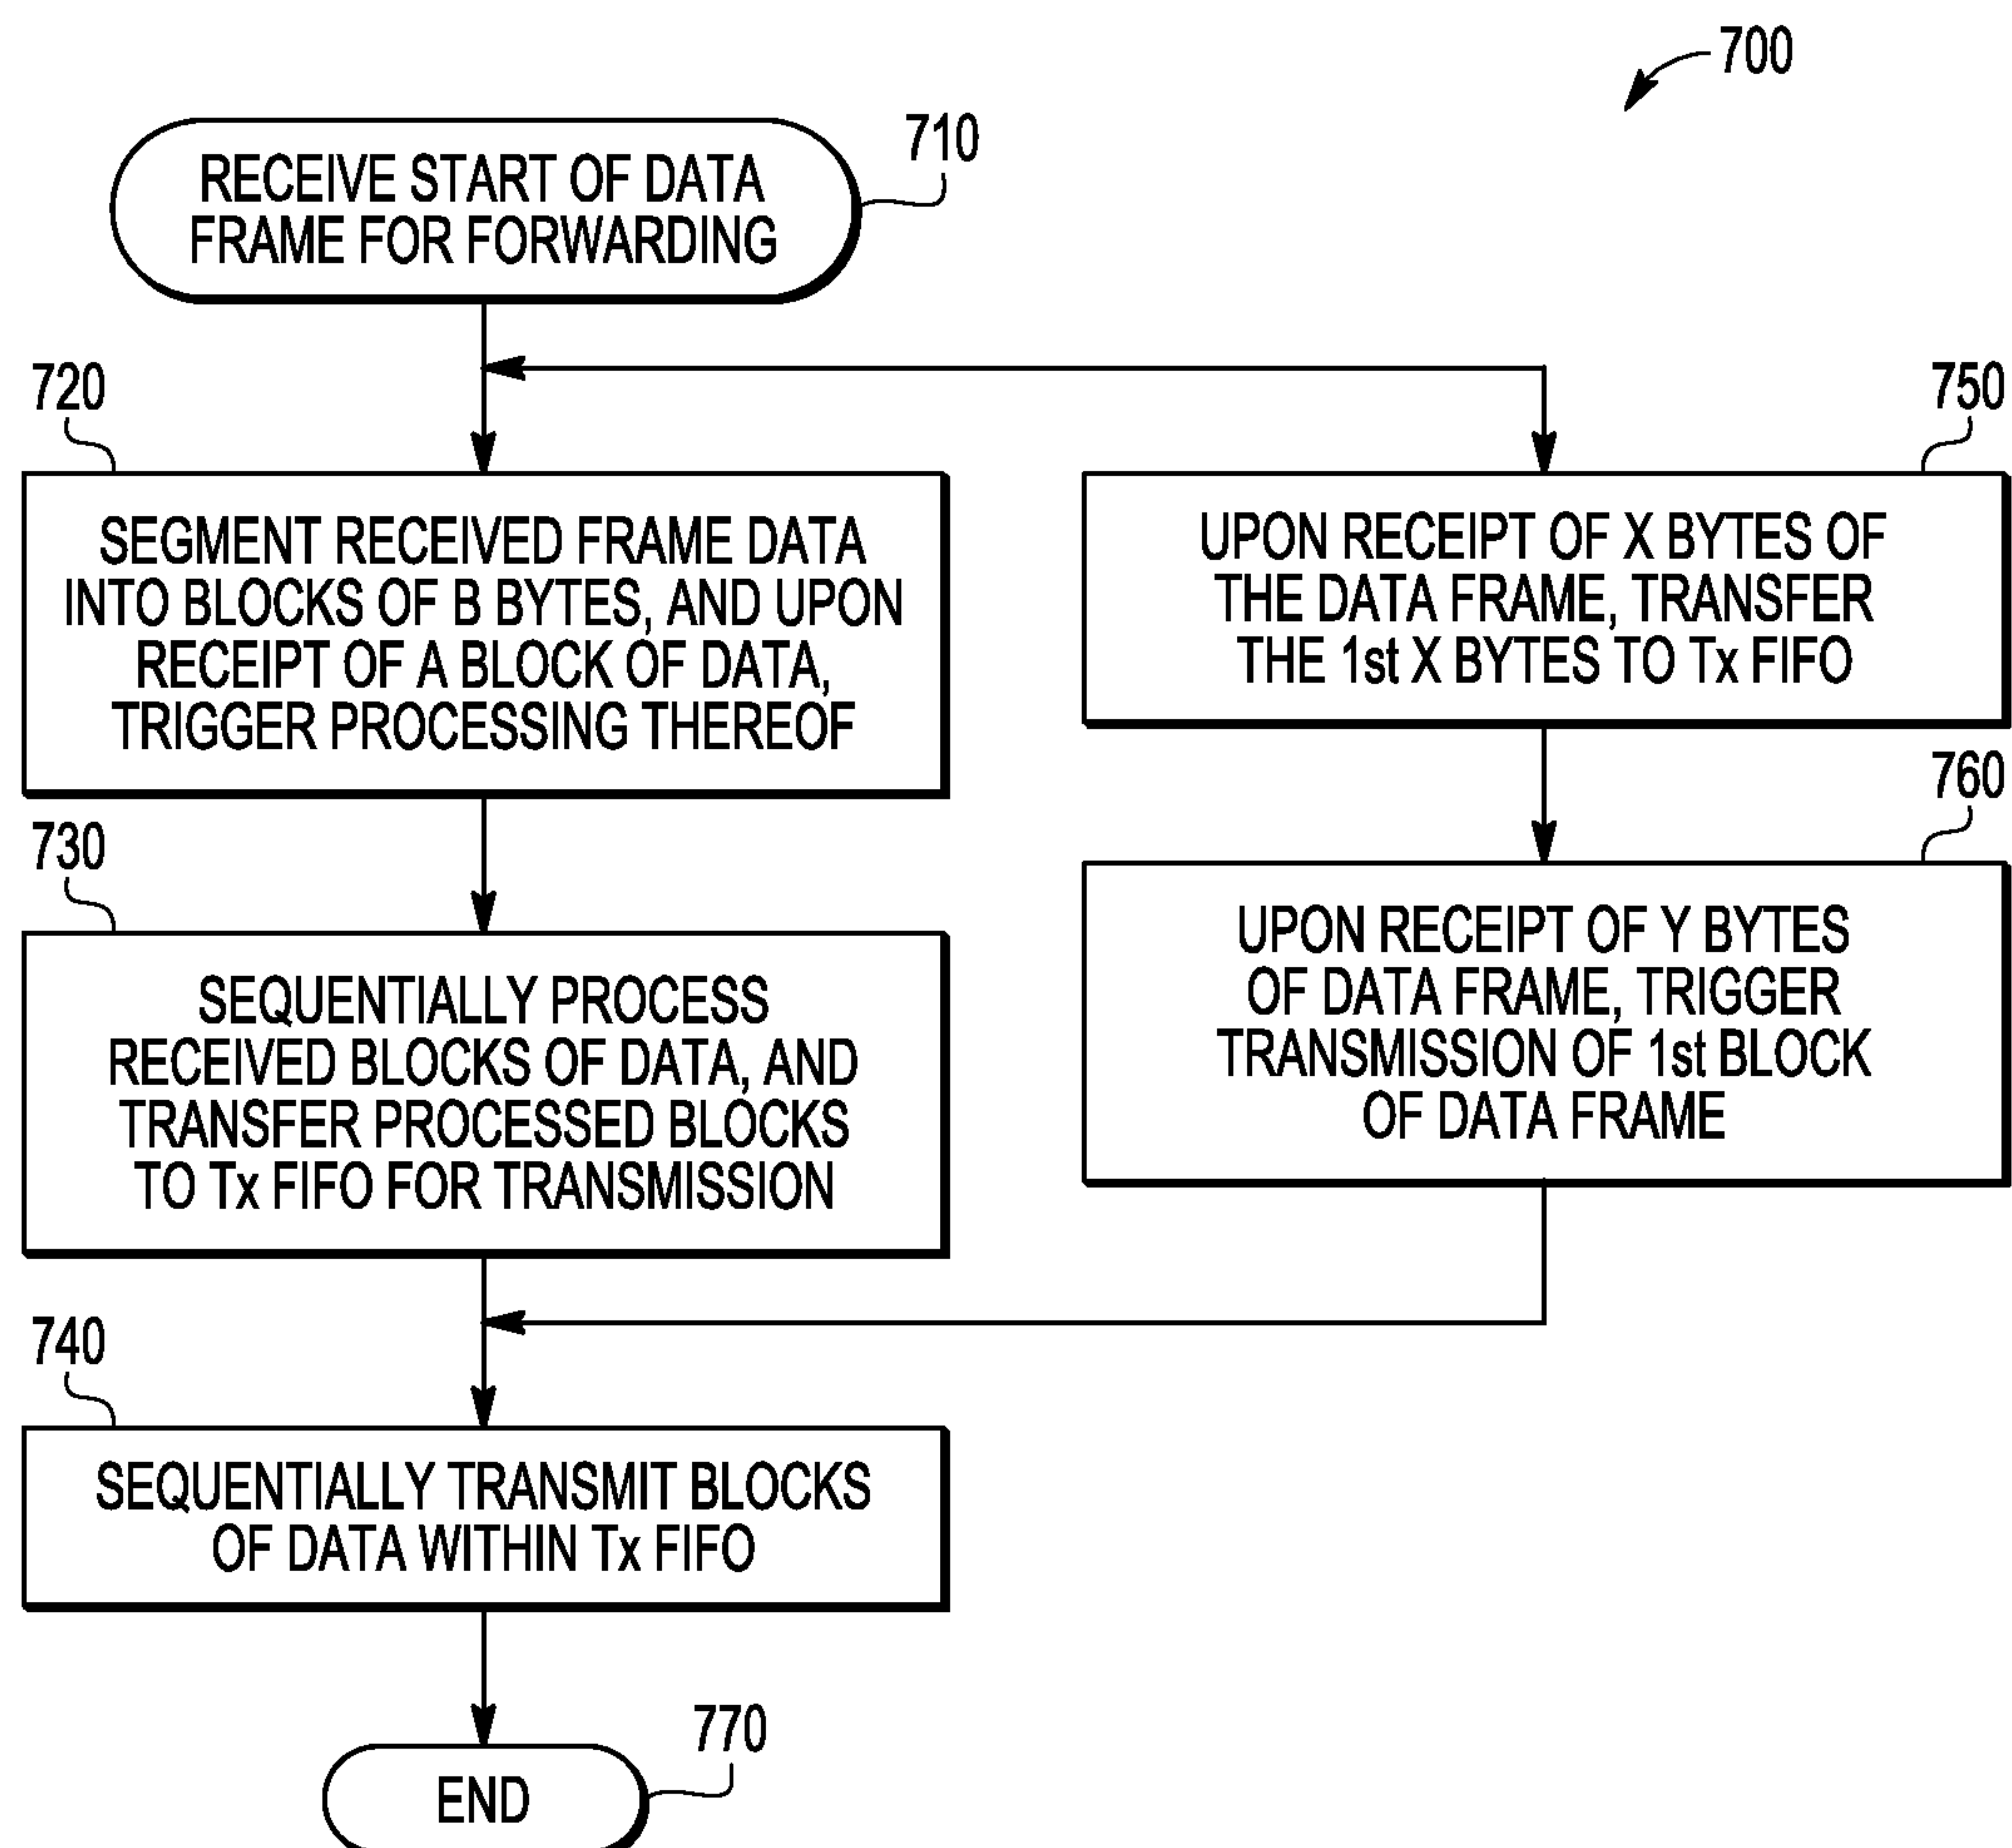 700
710
RECEIVE START OF DATA
FRAME FOR FORWARDING
720
SEGMENT RECEIVED FRAME DATA
INTO BLOCKS OF B BYTES, AND UPON
RECEIPT OF A BLOCK OF DATA,
TRIGGER PROCESSING THEREOF
730
SEQUENTIALLY PROCESS
RECEIVED BLOCKS OF DATA, AND
TRANSFER PROCESSED BLOCKS
TO Tx FIFO FOR TRANSMISSION
750
UPON RECEIPT OF X BYTES OF
THE DATA FRAME, TRANSFER
THE 1st X BYTES TO Tx FIFO
760
UPON RECEIPT OF Y BYTES
OF DATA FRAME, TRIGGER
TRANSMISSION OF 1st BLOCK
OF DATA FRAME
740
SEQUENTIALLY TRANSMIT BLOCKS
OF DATA WITHIN Tx FIFO
770
END